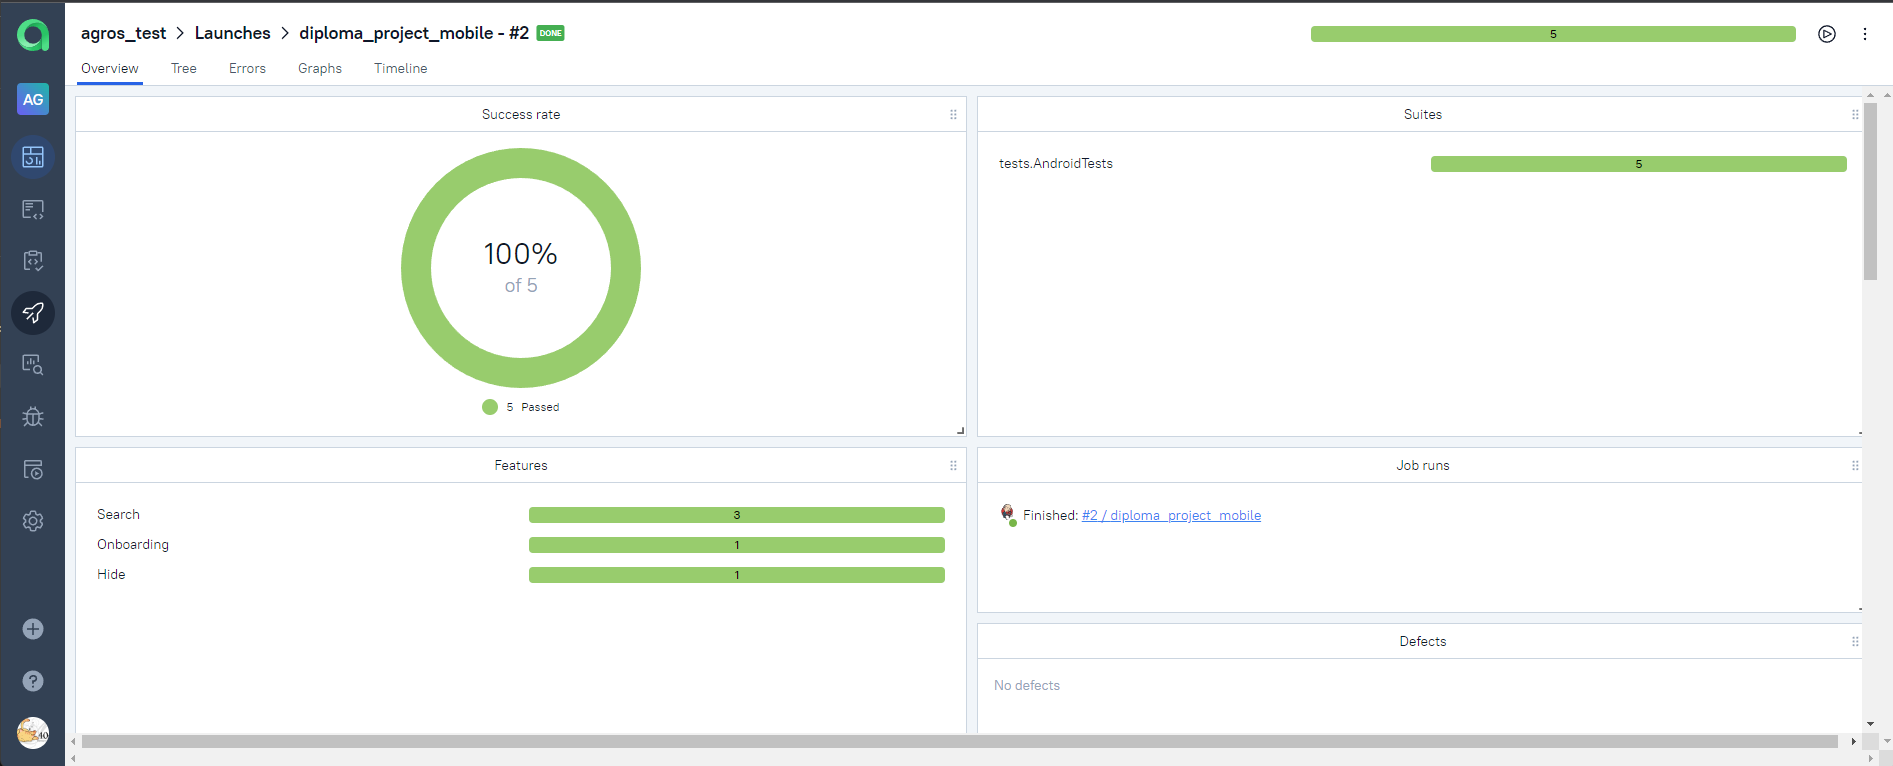 agros_test > Launches > diploma_project_mobile - #2 DONE
5
Overview Tree Errors Graphs Timeline
AG
Success rate
100%
of 5
5 Passed
Suites
tests.AndroidTests 5
Features
Search 3
Onboarding 1
Hide 1
Job runs
Finished: #2 / diploma_project_mobile
Defects
No defects
?
40